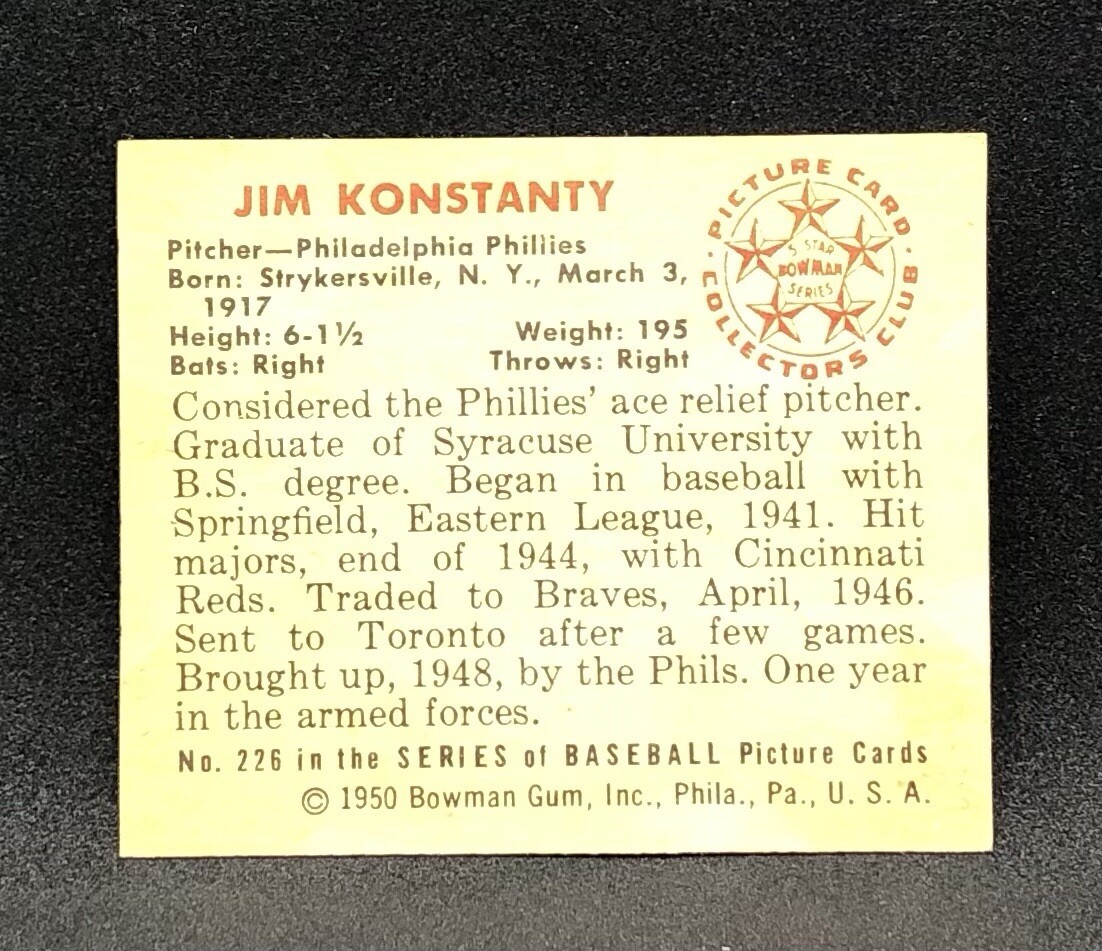 JIM KONSTANTY
Pitcher—Philadelphia Phillies
Born: Strykersville, N. Y., March 3,
1917
Height: 6-1½ Weight: 195
Bats: Right Throws: Right
PICTURE CARD
COLLECTORS CLUB
5 STAR
BOWMAN
SERIES
Considered the Phillies' ace relief pitcher.
Graduate of Syracuse University with
B.S. degree. Began in baseball with
Springfield, Eastern League, 1941. Hit
majors, end of 1944, with Cincinnati
Reds. Traded to Braves, April, 1946.
Sent to Toronto after a few games.
Brought up, 1948, by the Phils. One year
in the armed forces.
No. 226 in the SERIES of BASEBALL Picture Cards
© 1950 Bowman Gum, Inc., Phila., Pa., U. S. A.